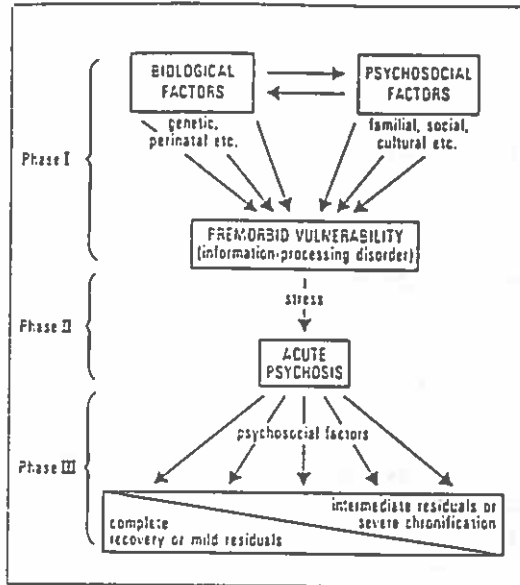 BIOLOGICAL
FACTORS
PSYCHOSOCIAL
FACTORS
genetic,
perinatal etc.
familial, social,
cultural etc.
Phase I
PREMORBID VULNERABILITY
(information-processing disorder)
stress
Phase II
ACUTE
PSYCHOSIS
psychosocial factors
Phase III
intermediate residuals or
severe chronification
complete
recovery or mild residuals